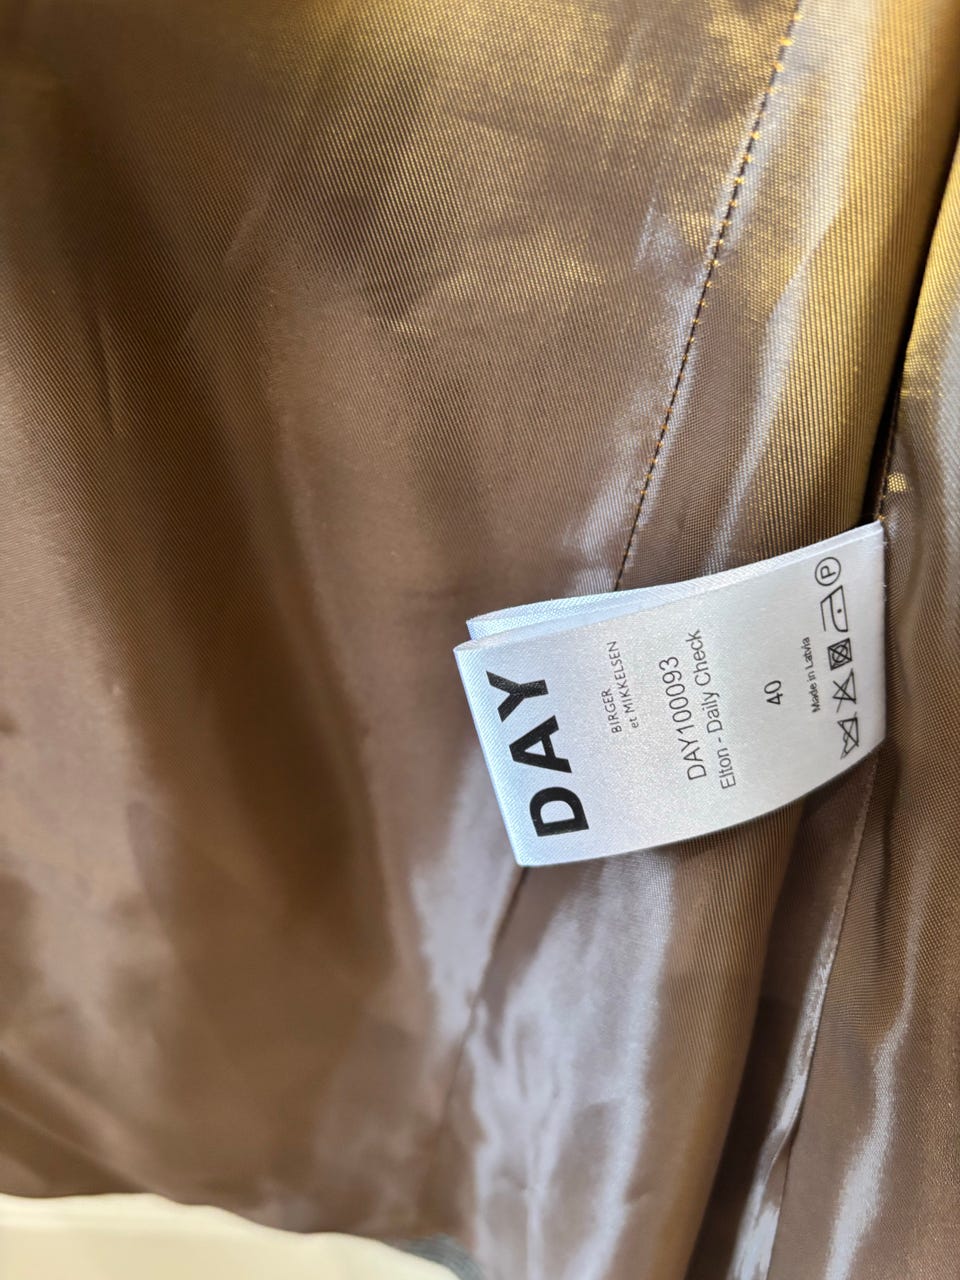 DAY
BIRGER
et MIKKELSEN
DAY100093
Elton - Daily Check
40
Made in Latvia
P